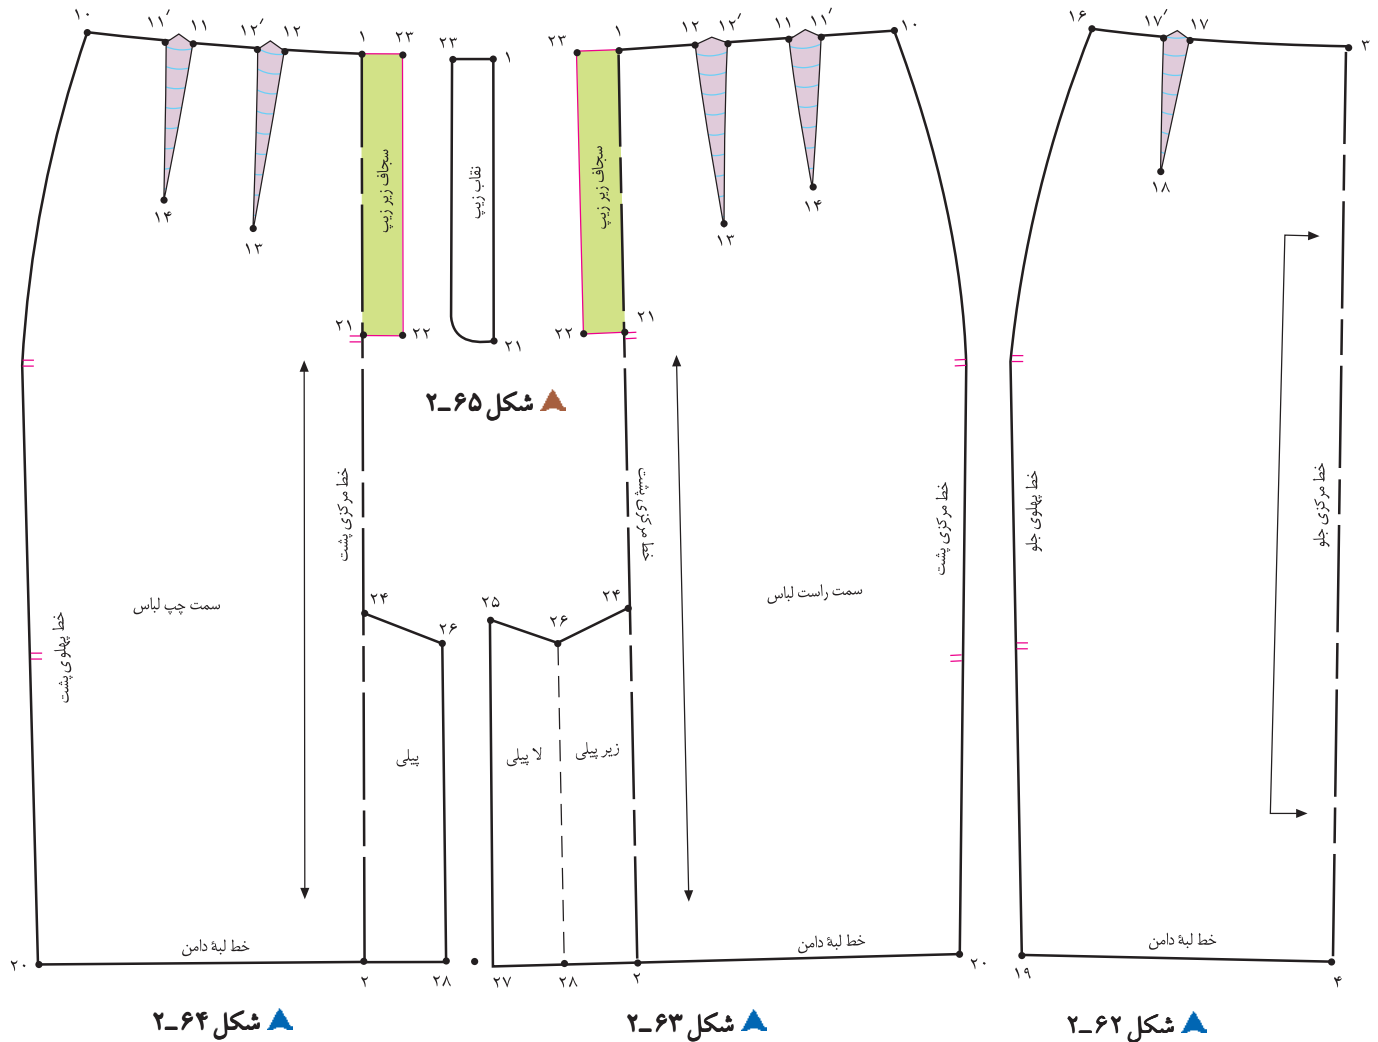 ۱۰
۱۱′
۱۱
۱۲′
۱۲
۱
۲۳
۱۴
۱۳
سجاف زیر زیپ
۲۱
۲۲
خط مرکزی پشت
سمت چپ لباس
خط پهلوی پشت
۲۴
۲۶
پیلی
خط لبهٔ دامن
۲۰
۲
۲۸
شکل ۶۴ــ۲
۲۳
۱
نقاب زیپ
۲۱
شکل ۶۵ــ۲
۲۳
۱
۱۲
۱۲′
۱۱
۱۱′
۱۰
سجاف زیر زیپ
۱۳
۱۴
۲۲
۲۱
خط مرکزی پشت
خط مرکزی پشت
سمت راست لباس
۲۵
۲۶
۲۴
لا پیلی
زیر پیلی
خط لبهٔ دامن
۲۷
۲۸
۲
۲۰
شکل ۶۳ــ۲
۱۶
۱۷′
۱۷
۳
۱۸
خط پهلوی جلو
خط مرکزی جلو
خط لبهٔ دامن
۱۹
۴
شکل ۶۲ــ۲